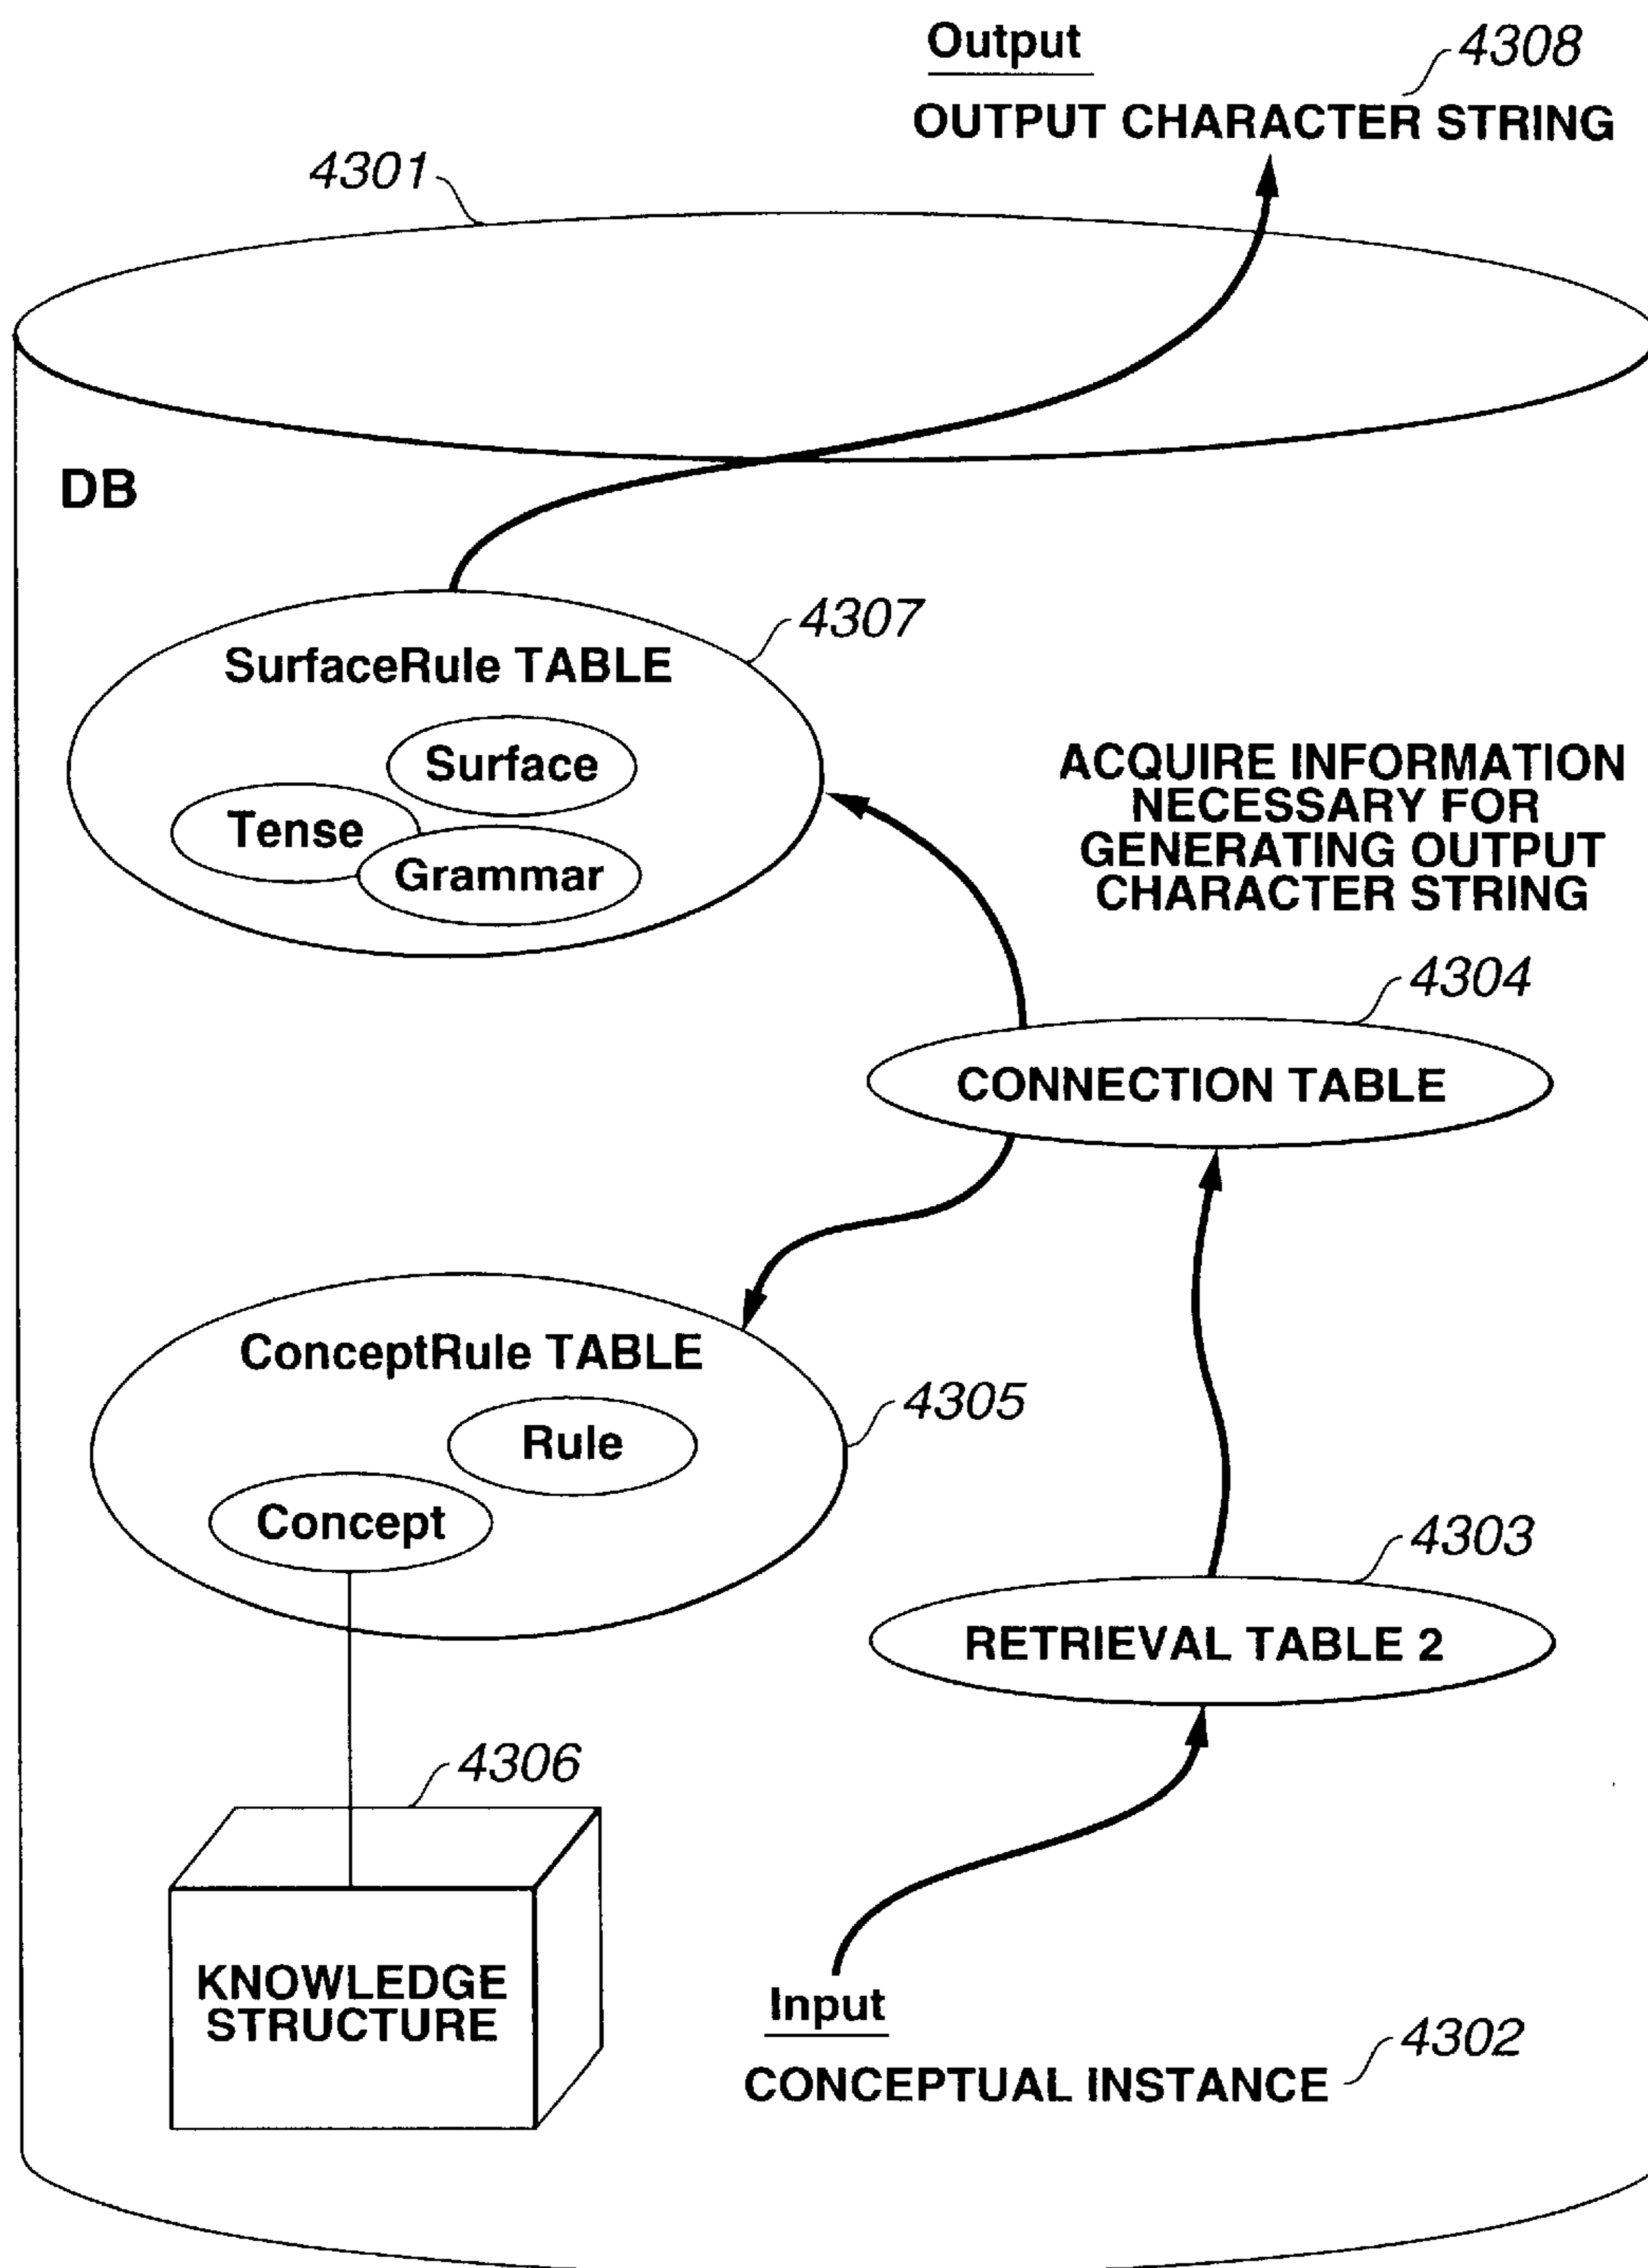 Output
4308
OUTPUT CHARACTER STRING
4301
DB
4307
SurfaceRule TABLE
Surface
Tense
Grammar
ACQUIRE INFORMATION
NECESSARY FOR
GENERATING OUTPUT
CHARACTER STRING
4304
CONNECTION TABLE
ConceptRule TABLE
4305
Rule
Concept
4303
RETRIEVAL TABLE 2
4306
KNOWLEDGE
STRUCTURE
Input
4302
CONCEPTUAL INSTANCE